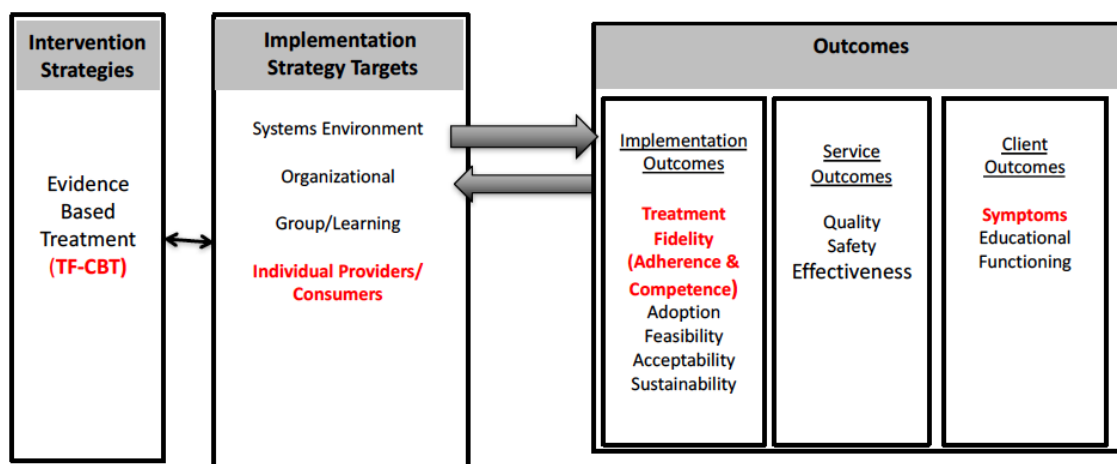 Intervention
Strategies
Evidence
Based
Treatment
(TF-CBT)
Implementation
Strategy Targets
Systems Environment
Organizational
Group/Learning
Individual Providers/
Consumers
Outcomes
Implementation
Outcomes
Treatment
Fidelity
(Adherence &
Competence)
Adoption
Feasibility
Acceptability
Sustainability
Service
Outcomes
Quality
Safety
Effectiveness
Client
Outcomes
Symptoms
Educational
Functioning